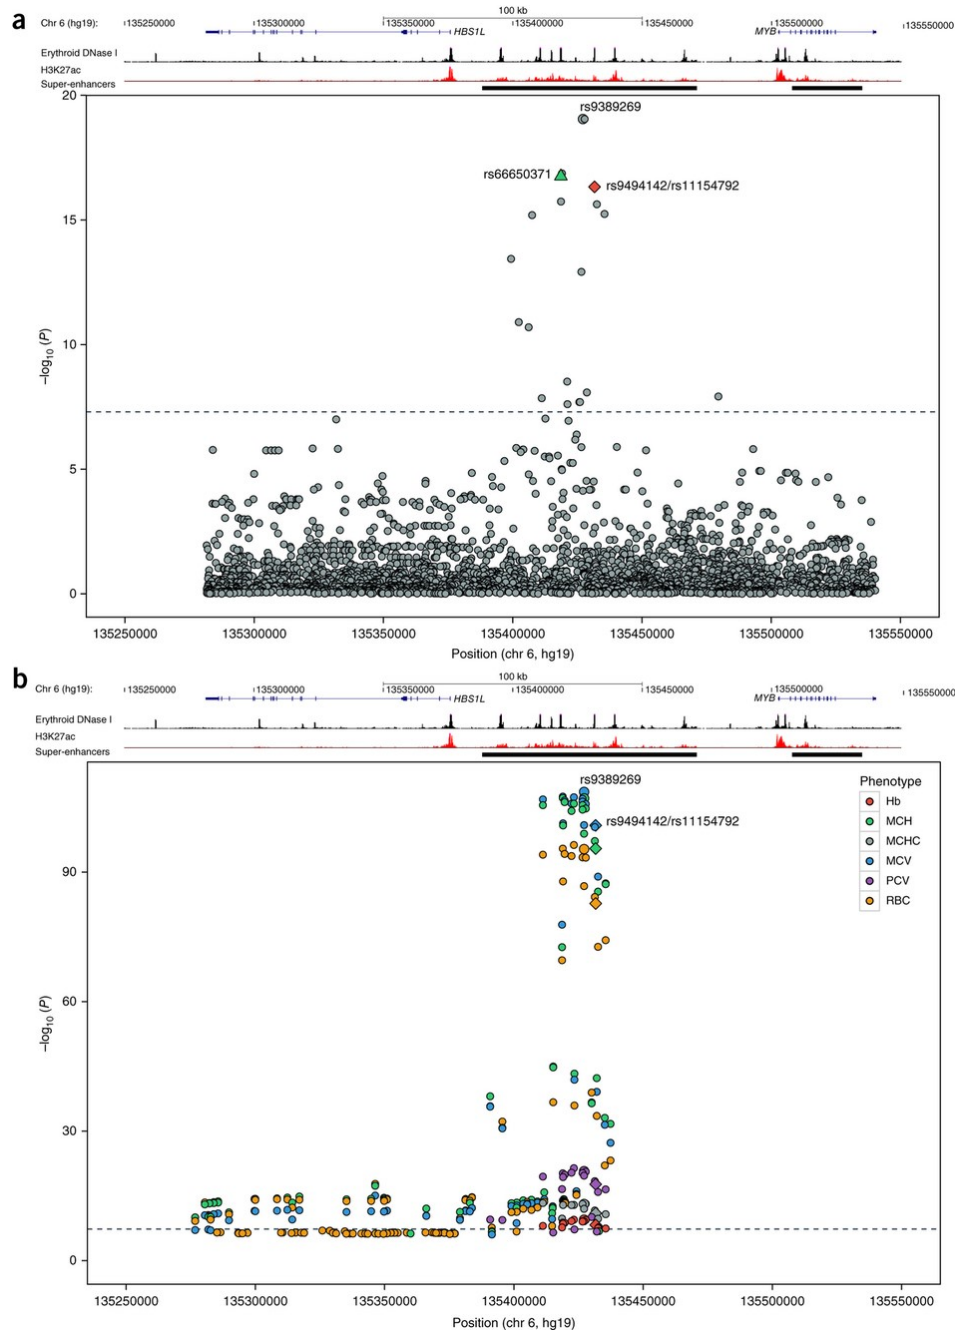 a
Chr 6 (hg19): 135250000 135300000 135350000 100 kb 135400000 135450000 135500000 135550000
HBS1L MYB
Erythroid DNase I
H3K27ac
Super-enhancers
20
rs9389269
rs66650371
rs9494142/rs11154792
15
10
5
0
–log10 (P)
135250000 135300000 135350000 135400000 135450000 135500000 135550000
Position (chr 6, hg19)
b
Chr 6 (hg19): 135250000 135300000 135350000 100 kb 135400000 135450000 135500000 135550000
HBS1L MYB
Erythroid DNase I
H3K27ac
Super-enhancers
rs9389269
rs9494142/rs11154792
Phenotype
Hb
MCH
MCHC
MCV
PCV
RBC
90
60
30
0
–log10 (P)
135250000 135300000 135350000 135400000 135450000 135500000 135550000
Position (chr 6, hg19)